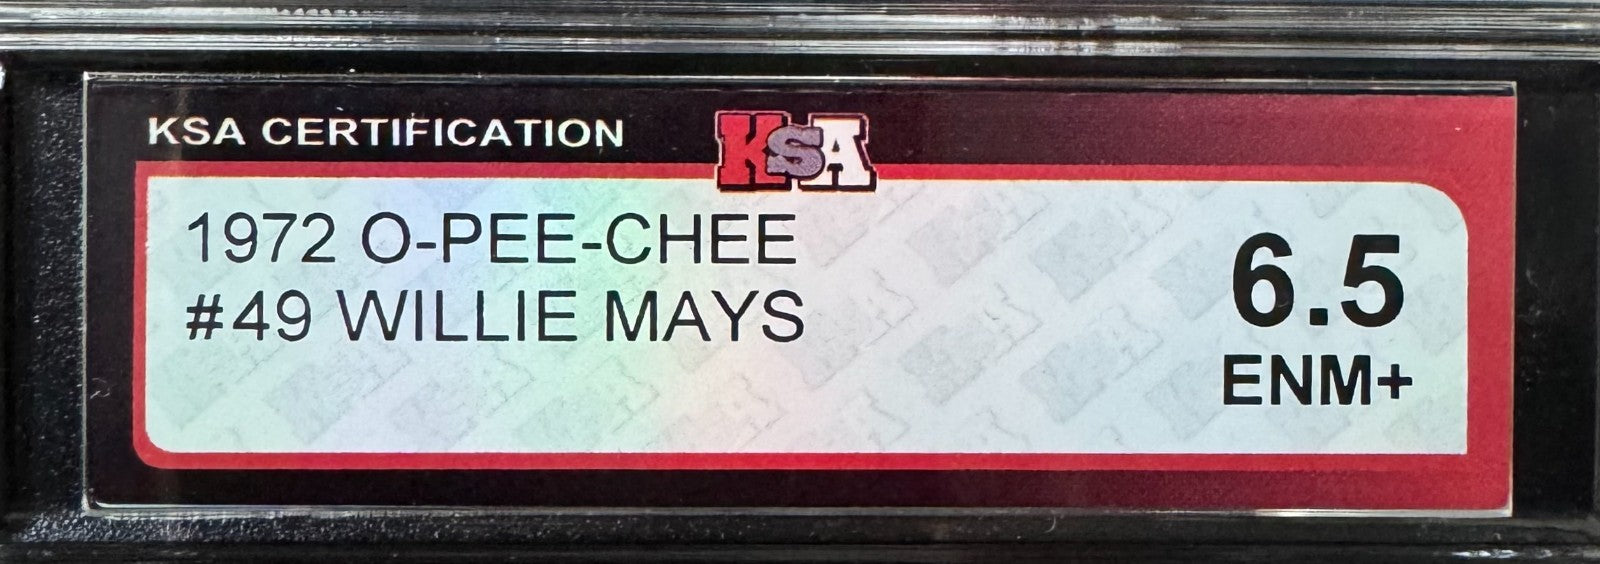 KSA CERTIFICATION
KSA
1972 O-PEE-CHEE
#49 WILLIE MAYS
6.5
ENM+